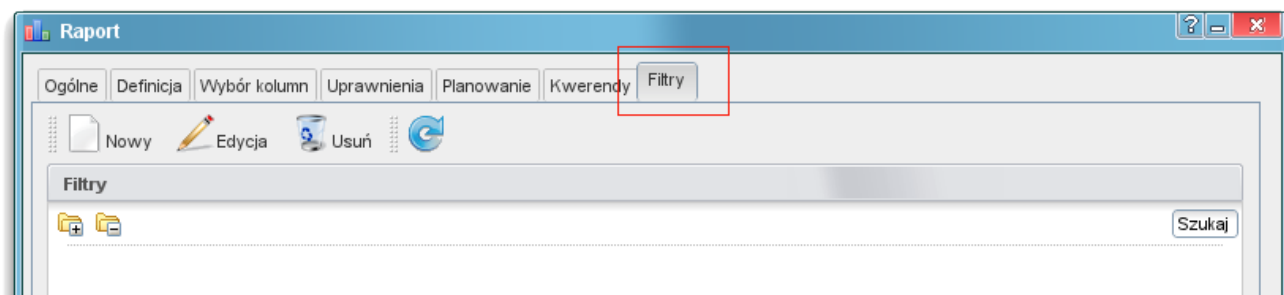 Raport
Ogólne Definicja Wybór kolumn Uprawnienia Planowanie Kwerendy Filtry
Nowy Edycja Usuń
Filtry
Szukaj